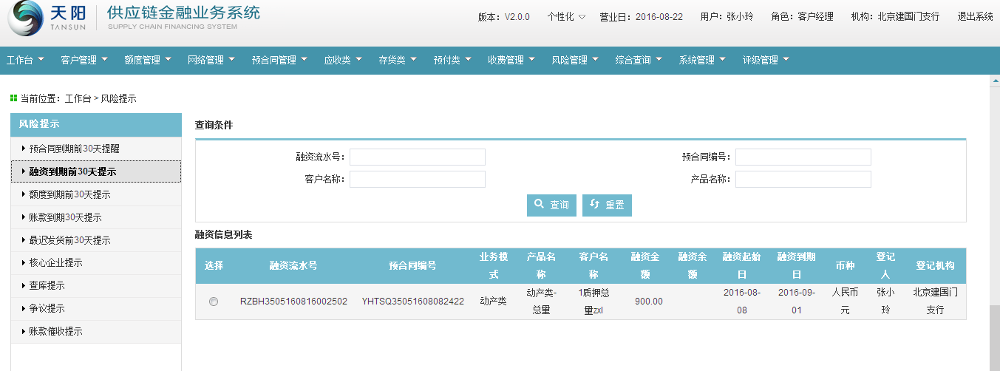 天阳 供应链金融业务系统
TANSUN SUPPLY CHAIN FINANCING SYSTEM
版本：V2.0.0 个性化 营业日：2016-08-22 用户：张小玲 角色：客户经理 机构：北京建国门支行 退出系统
工作台 客户管理 额度管理 网络管理 预合同管理 应收类 存货类 预付类 收费管理 风险管理 综合查询 系统管理 评级管理
当前位置：工作台 > 风险提示
风险提示
预合同到期前30天提醒
融资到期前30天提示
额度到期前30天提示
账款到期30天提示
最迟发货前30天提示
核心企业提示
查库提示
争议提示
账款催收提示
查询条件
融资流水号： 预合同编号：
客户名称： 产品名称：
查询 重置
融资信息列表
选择 融资流水号 预合同编号 业务模式 产品名称 客户名称 融资金额 融资余额 融资起始日 融资到期日 币种 登记人 登记机构
RZBH3505160816002502 YHTSQ35051608082422 动产类 动产类-总量 1质押总量zxl 900.00 2016-08-08 2016-09-01 人民币元 张小玲 北京建国门支行